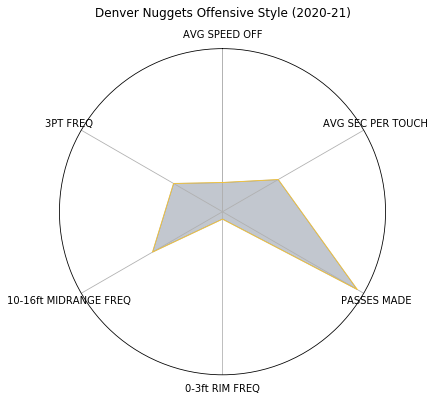 Denver Nuggets Offensive Style (2020-21)
AVG SPEED OFF
3PT FREQ
AVG SEC PER TOUCH
10-16ft MIDRANGE FREQ
PASSES MADE
0-3ft RIM FREQ